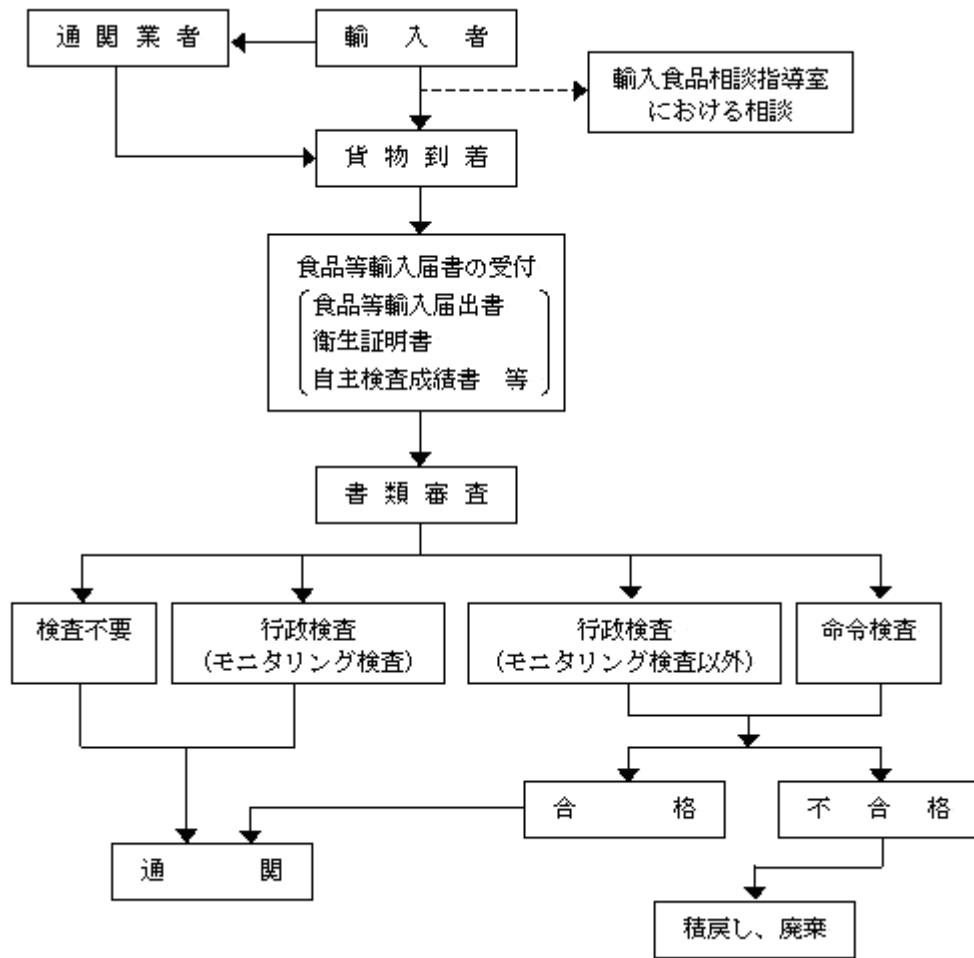 通関業者
輸入者
輸入食品相談指導室
における相談
貨物到着
食品等輸入届書の受付
食品等輸入届出書
衛生証明書
自主検査成績書　等
書類審査
検査不要
行政検査
(モニタリング検査)
行政検査
(モニタリング検査以外)
命令検査
合格
不合格
通関
積戻し、廃棄